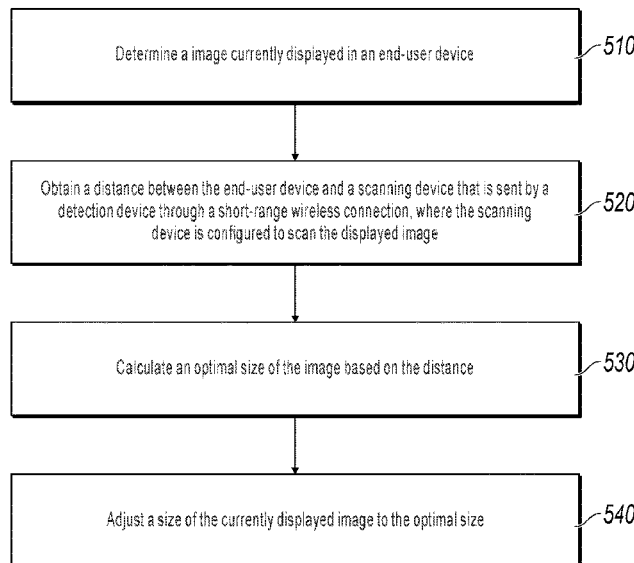 Determine a image currently displayed in an end-user device
510
Obtain a distance between the end-user device and a scanning device that is sent by a
detection device through a short-range wireless connection, where the scanning
device is configured to scan the displayed image
520
Calculate an optimal size of the image based on the distance
530
Adjust a size of the currently displayed image to the optimal size
540